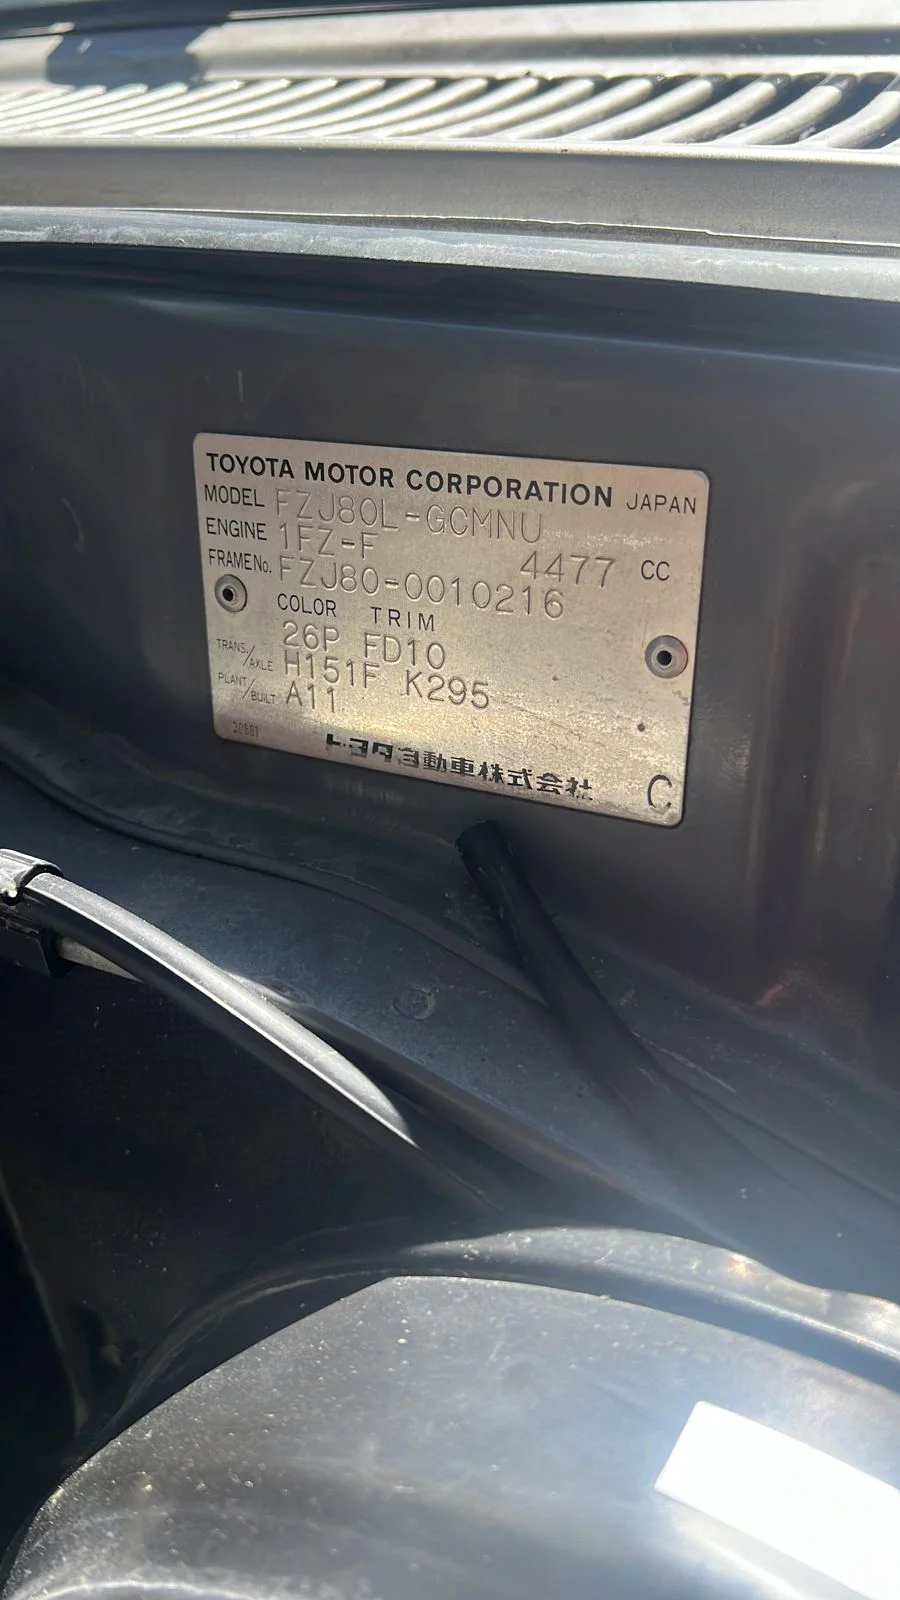 TOYOTA MOTOR CORPORATION JAPAN
MODEL FZJ80L-GCMNU
ENGINE 1FZ-F 4477 CC
FRAME No. FZJ80-0010216
COLOR TRIM
26P FD10
TRANS./AXLE H151F K295
PLANT/BUILT A11
30881
トヨタ自動車株式会社 C